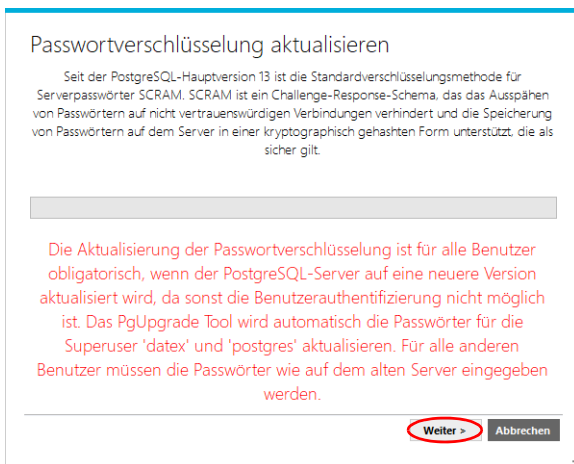 Passwortverschlüsselung aktualisieren
Seit der PostgreSQL-Hauptversion 13 ist die Standardverschlüsselungsmethode für
Serverpasswörter SCRAM. SCRAM ist ein Challenge-Response-Schema, das das Ausspähen
von Passwörtern auf nicht vertrauenswürdigen Verbindungen verhindert und die Speicherung
von Passwörtern auf dem Server in einer kryptographisch gehashten Form unterstützt, die als
sicher gilt.
Die Aktualisierung der Passwortverschlüsselung ist für alle Benutzer
obligatorisch, wenn der PostgreSQL-Server auf eine neuere Version
aktualisiert wird, da sonst die Benutzerauthentifizierung nicht möglich
ist. Das PgUpgrade Tool wird automatisch die Passwörter für die
Superuser 'datex' und 'postgres' aktualisieren. Für alle anderen
Benutzer müssen die Passwörter wie auf dem alten Server eingegeben
werden.
Weiter > Abbrechen